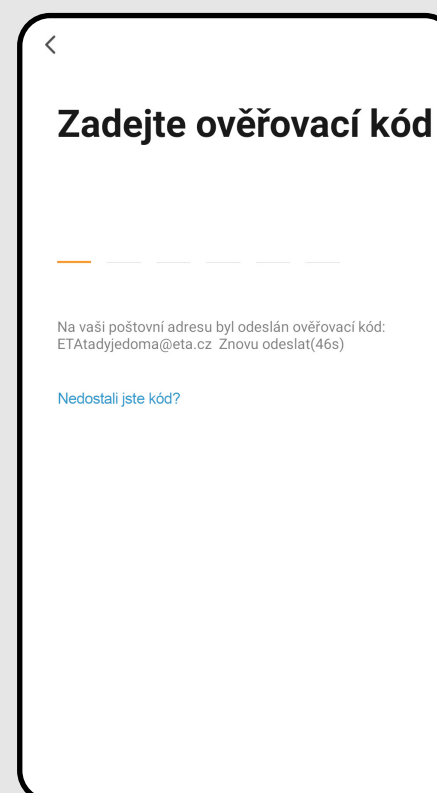 Zadejte ověřovací kód
Na vaši poštovní adresu byl odeslán ověřovací kód:
ETAtadyjedoma@eta.cz Znovu odeslat(46s)
Nedostali jste kód?